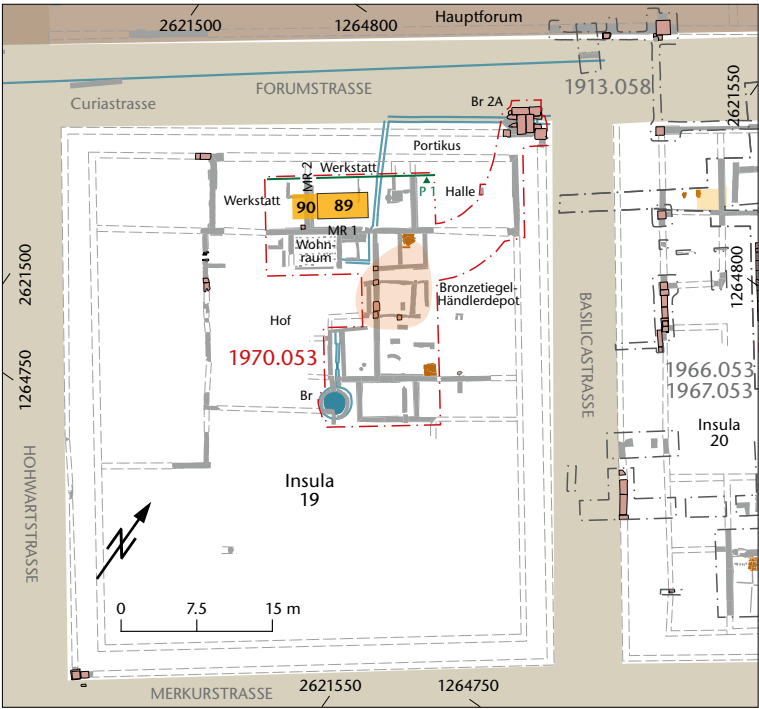 2621500
1264800
Hauptforum
1913.058
FORUMSTRASSE
Curiastrasse
Br 2A
2621550
Portikus
Werkstatt
MR 2
P 1
Halle
Werkstatt
90
89
MR 1
Wohn-
raum
2621500
1264800
Bronzetiegel-
Händlerdepot
Hof
BASILICASTRASSE
1970.053
1264750
1966.053
1967.053
Br
Insula
20
HOHWARTSTRASSE
Insula
19
N
0
7.5
15 m
MERKURSTRASSE
2621550
1264750